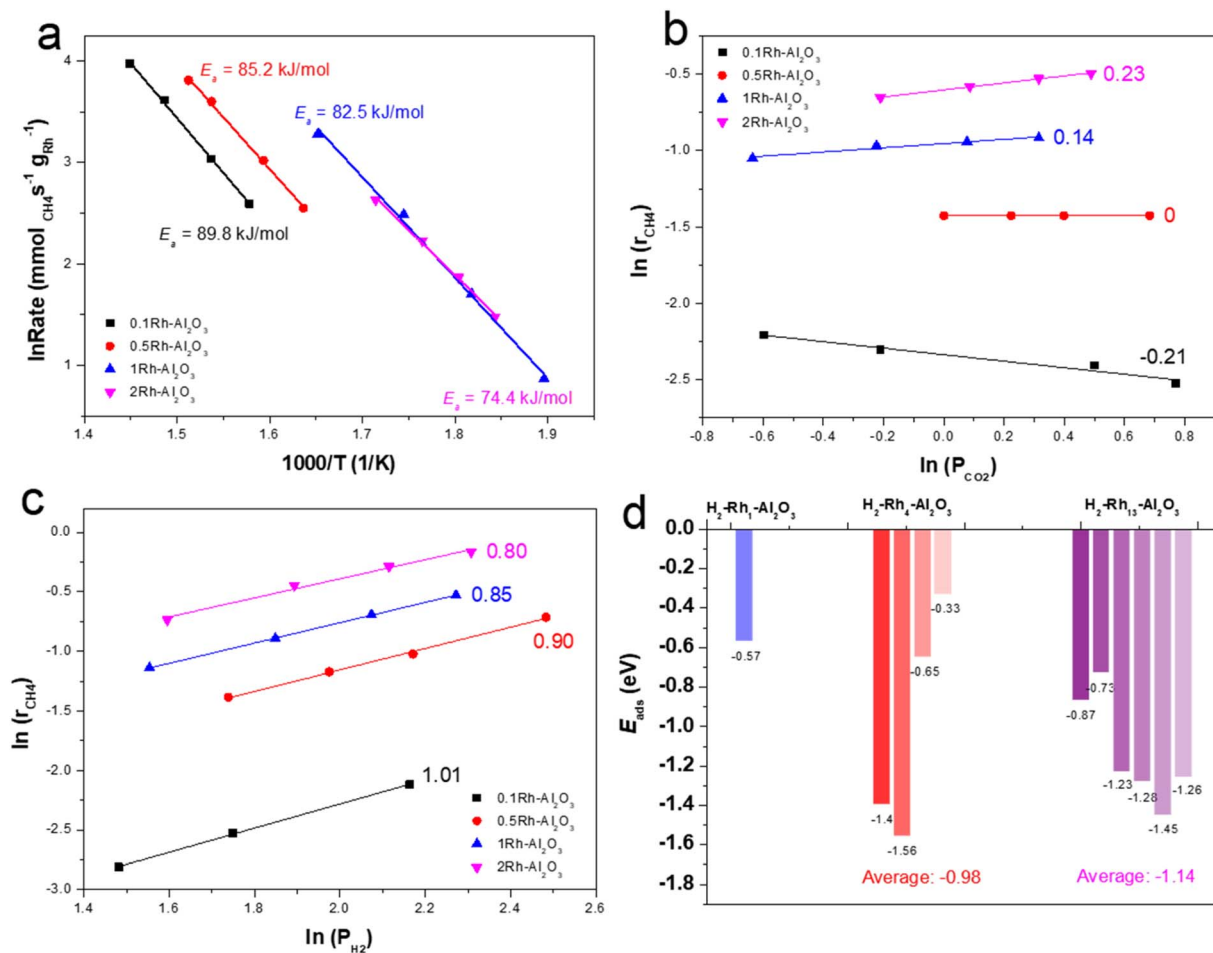 a
lnRate (mmol CH4 s⁻¹ g Rh⁻¹)
4
3
2
1
Eₐ = 85.2 kJ/mol
Eₐ = 82.5 kJ/mol
Eₐ = 89.8 kJ/mol
Eₐ = 74.4 kJ/mol
0.1Rh-Al₂O₃
0.5Rh-Al₂O₃
1Rh-Al₂O₃
2Rh-Al₂O₃
1.4 1.5 1.6 1.7 1.8 1.9
1000/T (1/K)
b
ln (r_CH4)
-0.5
-1.0
-1.5
-2.0
-2.5
0.1Rh-Al₂O₃
0.5Rh-Al₂O₃
1Rh-Al₂O₃
2Rh-Al₂O₃
0.23
0.14
0
-0.21
-0.8 -0.6 -0.4 -0.2 0.0 0.2 0.4 0.6 0.8
ln (P_CO2)
c
ln (r_CH4)
0.0
-0.5
-1.0
-1.5
-2.0
-2.5
-3.0
0.80
0.85
0.90
1.01
0.1Rh-Al₂O₃
0.5Rh-Al₂O₃
1Rh-Al₂O₃
2Rh-Al₂O₃
1.4 1.6 1.8 2.0 2.2 2.4 2.6
ln (P_H2)
d
H₂-Rh₁-Al₂O₃
H₂-Rh₄-Al₂O₃
H₂-Rh₁₃-Al₂O₃
E_ads (eV)
0.0
-0.2
-0.4
-0.6
-0.8
-1.0
-1.2
-1.4
-1.6
-1.8
-0.57
-1.4
-1.56
-0.65
-0.33
-0.87
-0.73
-1.23
-1.28
-1.45
-1.26
Average: -0.98
Average: -1.14